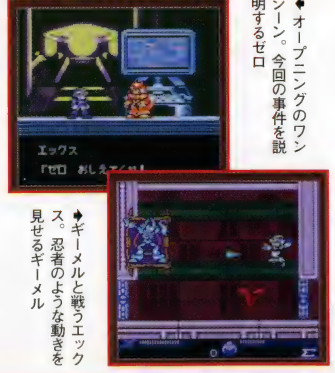 ♦オープニングのワン
シーン。今回の事件を説
明するゼロ
エックス
「ゼロ おしえてくれ!
♦ギーメルと戦うエック
ス。忍者のような動きを
見せるギーメル